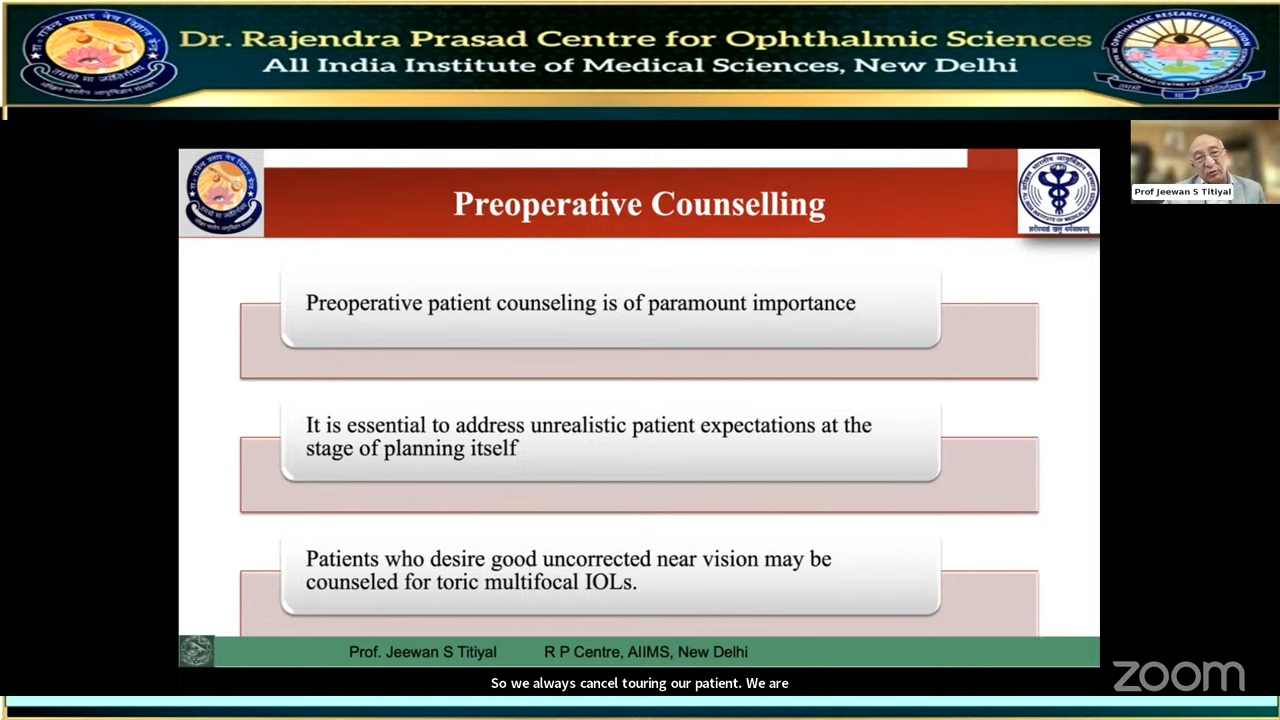 Dr. Rajendra Prasad Centre for Ophthalmic Sciences
All India Institute of Medical Sciences, New Delhi
Prof Jeewan S Titiyal
Preoperative Counselling
Preoperative patient counseling is of paramount importance
It is essential to address unrealistic patient expectations at the
stage of planning itself
Patients who desire good uncorrected near vision may be
counseled for toric multifocal IOLs.
Prof. Jeewan S Titiyal R P Centre, AIIMS, New Delhi
So we always cancel touring our patient. We are
zoom